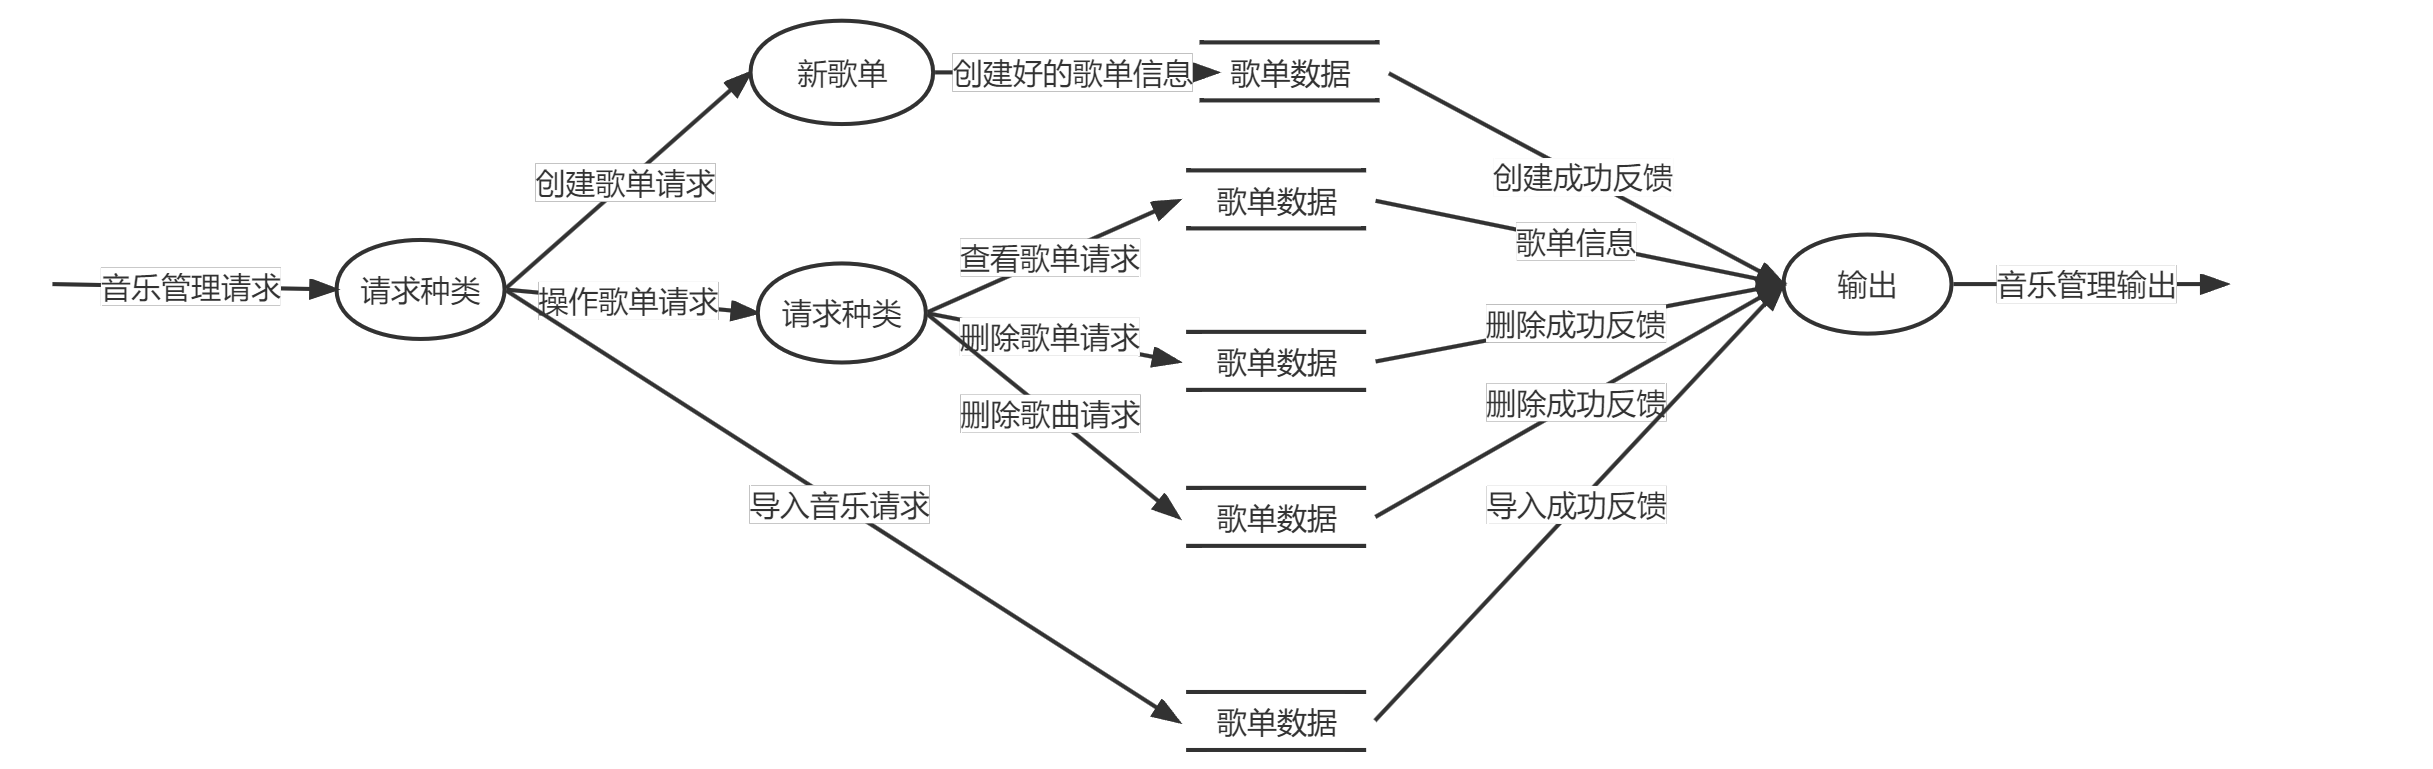 新歌单
创建好的歌单信息
歌单数据
创建歌单请求
创建成功反馈
歌单数据
查看歌单请求
歌单信息
音乐管理请求
请求种类
操作歌单请求
请求种类
删除歌单请求
歌单数据
删除成功反馈
输出
音乐管理输出
删除歌曲请求
删除成功反馈
导入音乐请求
歌单数据
导入成功反馈
歌单数据